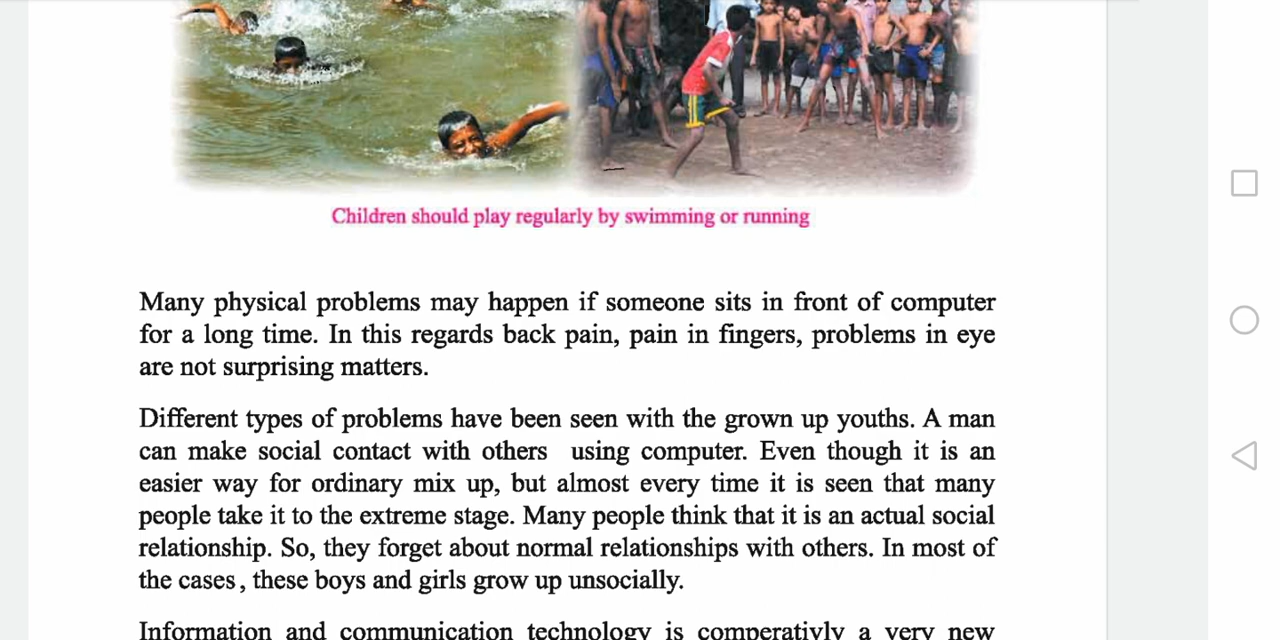 Children should play regularly by swimming or running
Many physical problems may happen if someone sits in front of computer
for a long time. In this regards back pain, pain in fingers, problems in eye
are not surprising matters.
Different types of problems have been seen with the grown up youths. A man
can make social contact with others using computer. Even though it is an
easier way for ordinary mix up, but almost every time it is seen that many
people take it to the extreme stage. Many people think that it is an actual social
relationship. So, they forget about normal relationships with others. In most of
the cases, these boys and girls grow up unsocially.
Information and communication technology is comperativly a very new